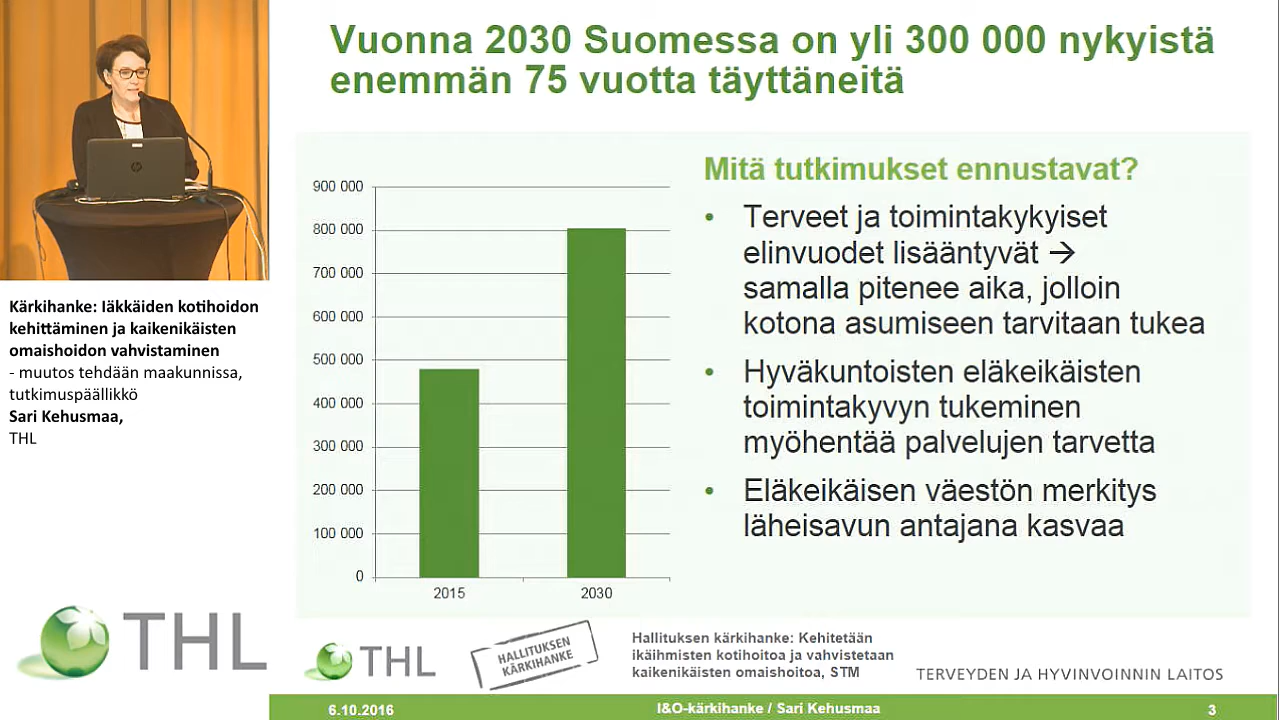 Vuonna 2030 Suomessa on yli 300 000 nykyistä
enemmän 75 vuotta täyttäneitä
Kärkihanke: Iäkkäiden kotihoidon
kehittäminen ja kaikenikäisten
omaishoidon vahvistaminen
- muutos tehdään maakunnissa,
tutkimuspäällikkö
Sari Kehusmaa,
THL
THL
900 000
800 000
700 000
600 000
500 000
400 000
300 000
200 000
100 000
0
2015
2030
Mitä tutkimukset ennustavat?
• Terveet ja toimintakykyiset
elinvuodet lisääntyvät →
samalla pitenee aika, jolloin
kotona asumiseen tarvitaan tukea
• Hyväkuntoisten eläkeikäisten
toimintakyvyn tukeminen
myöhentää palvelujen tarvetta
• Eläkeikäisen väestön merkitys
läheisavun antajana kasvaa
THL
HALLITUKSEN
KÄRKIHANKE
Hallituksen kärkihanke: Kehitetään
ikäihmisten kotihoitoa ja vahvistetaan
kaikenikäisten omaishoitoa, STM
TERVEYDEN JA HYVINVOINNIN LAITOS
6.10.2016
I&O-kärkihanke / Sari Kehusmaa
3